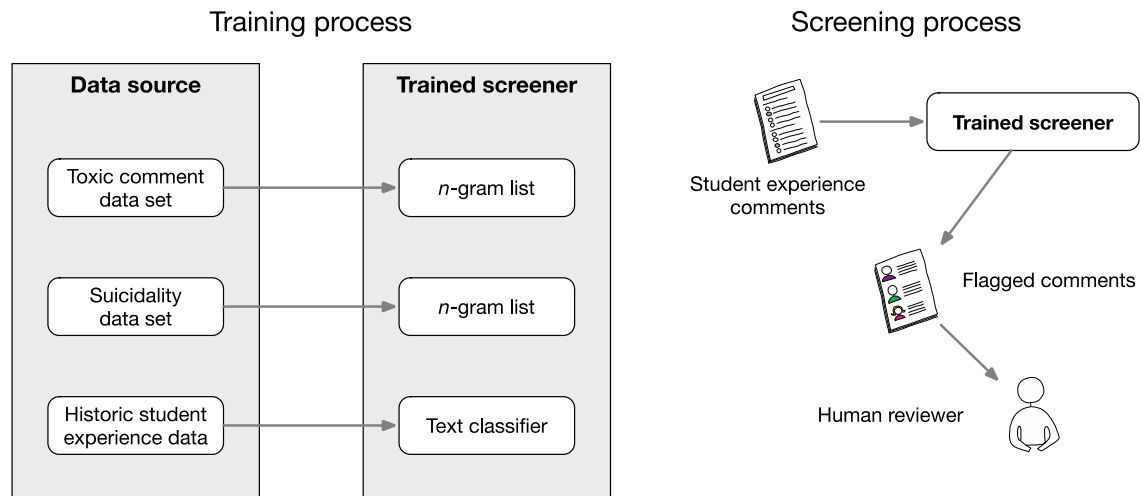 Training process
Data source
Toxic comment
data set
Suicidality
data set
Historic student
experience data
Trained screener
n-gram list
n-gram list
Text classifier
Screening process
Student experience
comments
Trained screener
Flagged comments
Human reviewer